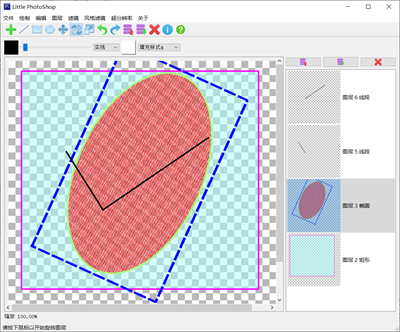 Little PhotoShop
文件 绘制 编辑 图层 滤镜 风格滤镜 超分辨率 关于
实线 填充样式4
图层 6 线段
图层 5 线段
图层 3 椭圆
图层 2 矩形
缩放 100.00%
请按下鼠标以开始旋转图层